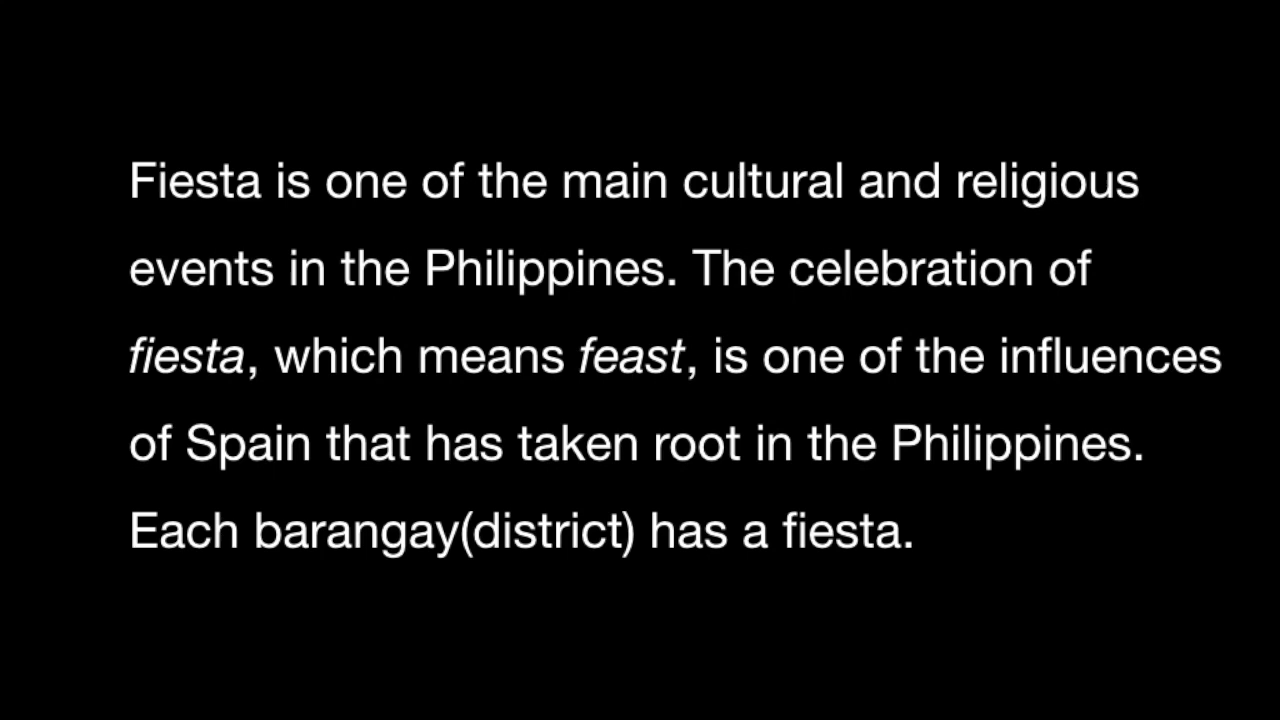 Fiesta is one of the main cultural and religious
events in the Philippines. The celebration of
fiesta, which means feast, is one of the influences
of Spain that has taken root in the Philippines.
Each barangay(district) has a fiesta.